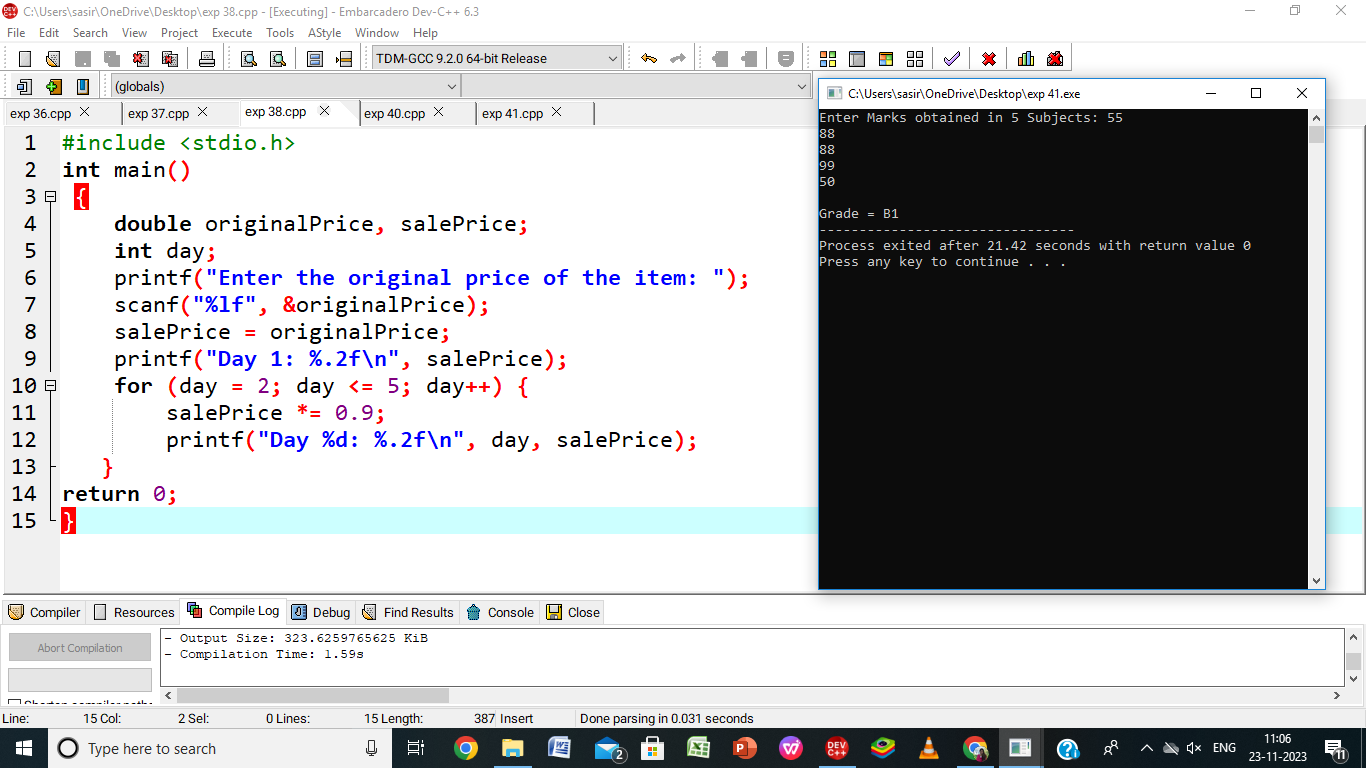 C:\Users\sasir\OneDrive\Desktop\exp 38.cpp - [Executing] - Embarcadero Dev-C++ 6.3
File Edit Search View Project Execute Tools AStyle Window Help
TDM-GCC 9.2.0 64-bit Release
(globals)
exp 36.cpp exp 37.cpp exp 38.cpp exp 40.cpp exp 41.cpp
1 #include <stdio.h>
2 int main()
3 {
4 double originalPrice, salePrice;
5 int day;
6 printf("Enter the original price of the item: ");
7 scanf("%lf", &originalPrice);
8 salePrice = originalPrice;
9 printf("Day 1: %.2f\n", salePrice);
10 for (day = 2; day <= 5; day++) {
11 salePrice *= 0.9;
12 printf("Day %d: %.2f\n", day, salePrice);
13 }
14 return 0;
15 }
C:\Users\sasir\OneDrive\Desktop\exp 41.exe
Enter Marks obtained in 5 Subjects: 55
88
88
99
50
Grade = B1
--------------------------------
Process exited after 21.42 seconds with return value 0
Press any key to continue . . .
Compiler Resources Compile Log Debug Find Results Console Close
Abort Compilation
- Output Size: 323.6259765625 KiB
- Compilation Time: 1.59s
Line: 15 Col: 2 Sel: 0 Lines: 15 Length: 387 Insert Done parsing in 0.031 seconds
Type here to search
2
DEV C++
ENG
11:06
23-11-2023
11